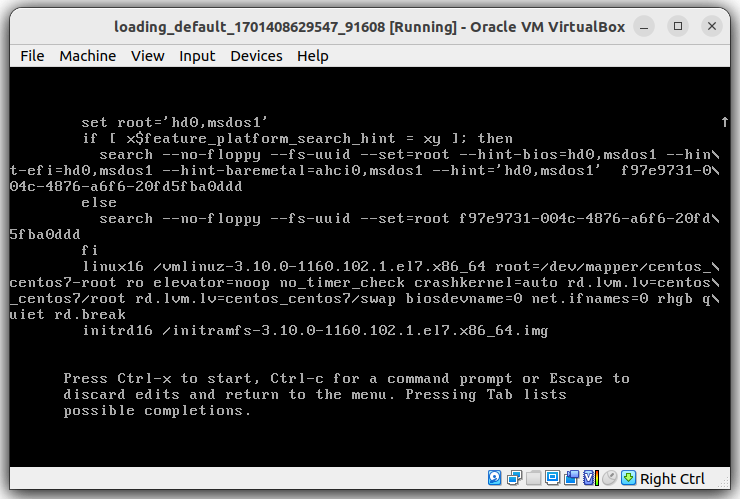 loading_default_1701408629547_91608 [Running] - Oracle VM VirtualBox
File Machine View Input Devices Help
set root='hd0,msdos1'
if [ x$feature_platform_search_hint = xy ]; then
search --no-floppy --fs-uuid --set=root --hint-bios=hd0,msdos1 --hin\
t-efi=hd0,msdos1 --hint-baremetal=ahci0,msdos1 --hint='hd0,msdos1'  f97e9731-0\
04c-4876-a6f6-20fd5fba0ddd
else
search --no-floppy --fs-uuid --set=root f97e9731-004c-4876-a6f6-20fd\
5fba0ddd
fi
linux16 /vmlinuz-3.10.0-1160.102.1.el7.x86_64 root=/dev/mapper/centos_\
centos7-root ro elevator=noop no_timer_check crashkernel=auto rd.lvm.lv=centos\
_centos7/root rd.lvm.lv=centos_centos7/swap biosdevname=0 net.ifnames=0 rhgb q\
uiet rd.break
initrd16 /initramfs-3.10.0-1160.102.1.el7.x86_64.img
Press Ctrl-x to start, Ctrl-c for a command prompt or Escape to
discard edits and return to the menu. Pressing Tab lists
possible completions.
Right Ctrl